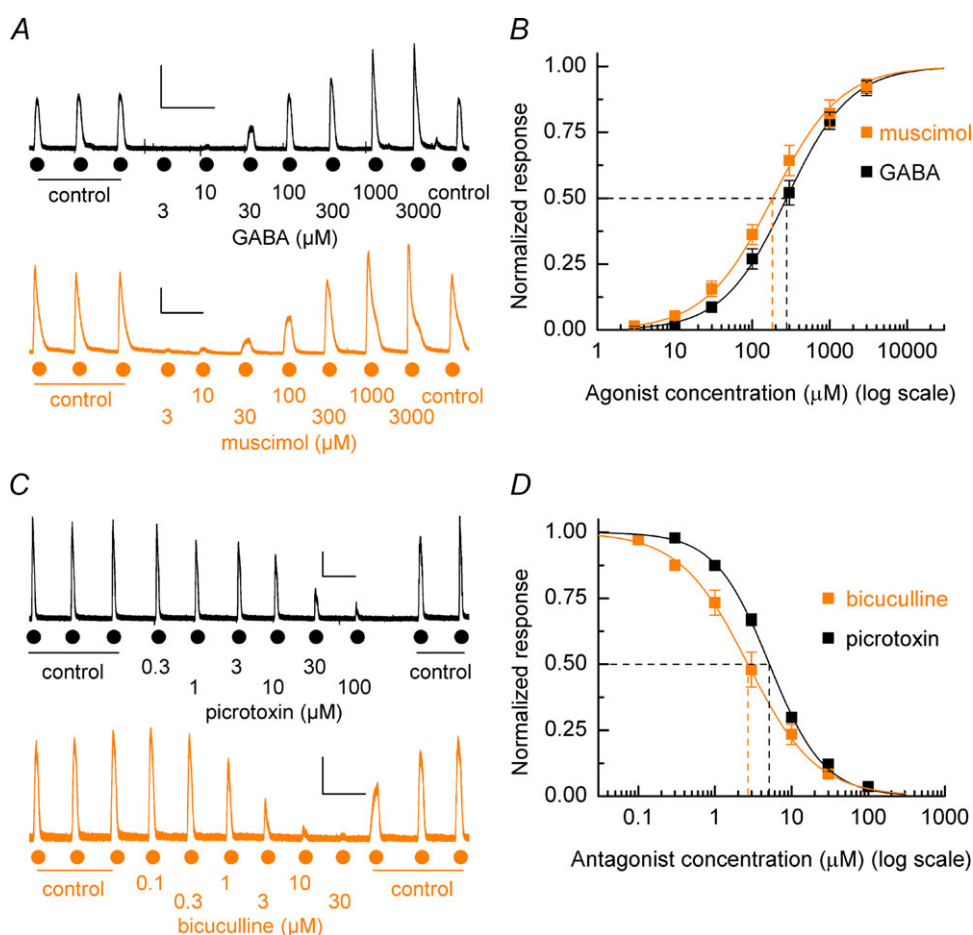 A
control
3
10
30
100
300
1000
3000
control
GABA (µM)
control
3
10
30
100
300
1000
3000
control
muscimol (µM)
B
Normalized response
1.00
0.75
0.50
0.25
0.00
muscimol
GABA
1 10 100 1000 10000
Agonist concentration (µM) (log scale)
C
control
0.3
1
3
10
30
100
control
picrotoxin (µM)
control
0.1
0.3
1
3
10
30
control
bicuculline (µM)
D
Normalized response
1.00
0.75
0.50
0.25
0.00
bicuculline
picrotoxin
0.1 1 10 100 1000
Antagonist concentration (µM) (log scale)